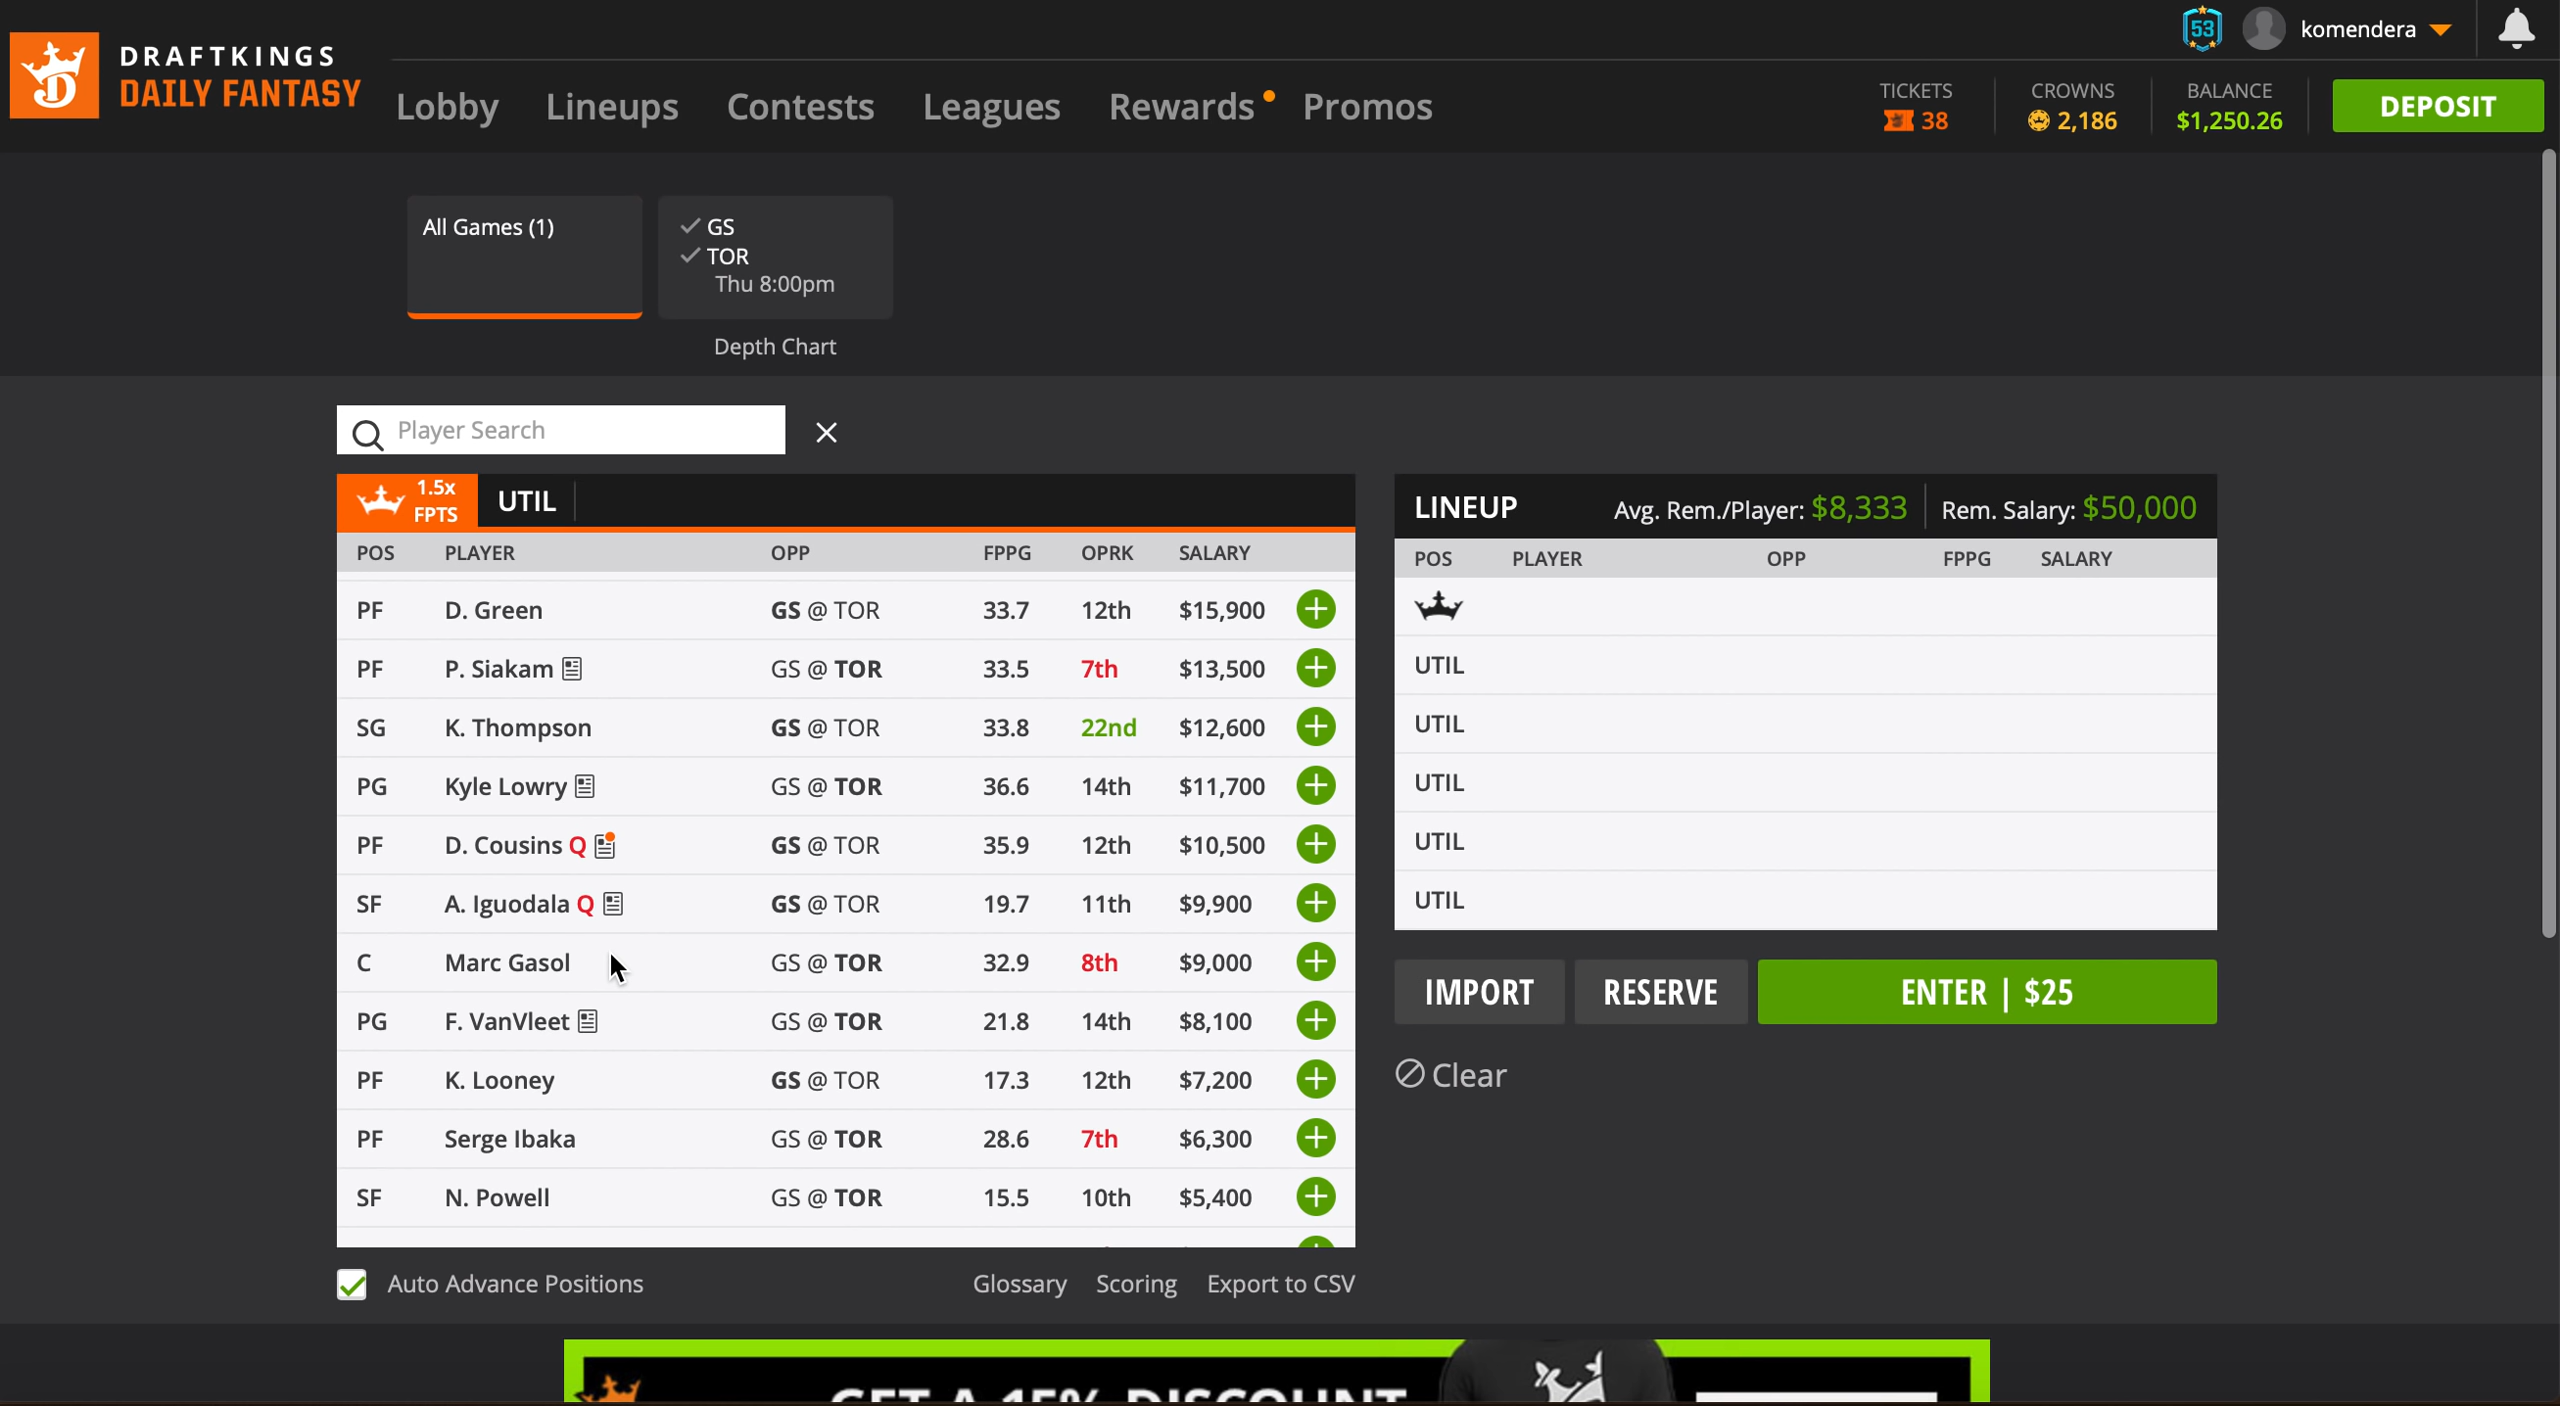 53 komendera
DRAFTKINGS
DAILY FANTASY
Lobby Lineups Contests Leagues Rewards Promos
TICKETS CROWNS BALANCE
38 2,186 $1,250.26
DEPOSIT
All Games (1)
GS
TOR
Thu 8:00pm
Depth Chart
Player Search
1.5x
FPTS
UTIL
POS PLAYER OPP FPPG OPRK SALARY
PF D. Green GS @ TOR 33.7 12th $15,900
PF P. Siakam GS @ TOR 33.5 7th $13,500
SG K. Thompson GS @ TOR 33.8 22nd $12,600
PG Kyle Lowry GS @ TOR 36.6 14th $11,700
PF D. Cousins Q GS @ TOR 35.9 12th $10,500
SF A. Iguodala Q GS @ TOR 19.7 11th $9,900
C Marc Gasol GS @ TOR 32.9 8th $9,000
PG F. VanVleet GS @ TOR 21.8 14th $8,100
PF K. Looney GS @ TOR 17.3 12th $7,200
PF Serge Ibaka GS @ TOR 28.6 7th $6,300
SF N. Powell GS @ TOR 15.5 10th $5,400
Auto Advance Positions Glossary Scoring Export to CSV
LINEUP Avg. Rem./Player: $8,333 Rem. Salary: $50,000
POS PLAYER OPP FPPG SALARY
UTIL
UTIL
UTIL
UTIL
UTIL
IMPORT RESERVE ENTER | $25
Clear
GET A 15% DISCOUNT